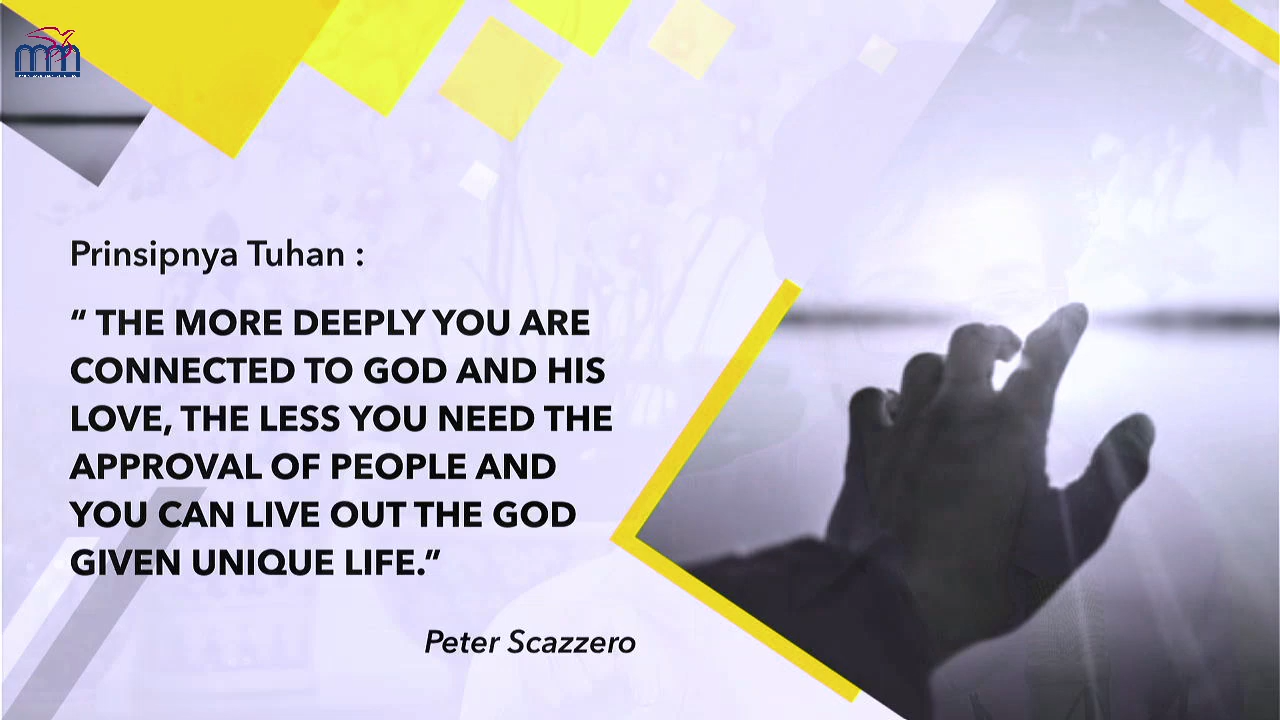 Prinsipnya Tuhan :
“ THE MORE DEEPLY YOU ARE
CONNECTED TO GOD AND HIS
LOVE, THE LESS YOU NEED THE
APPROVAL OF PEOPLE AND
YOU CAN LIVE OUT THE GOD
GIVEN UNIQUE LIFE.”
Peter Scazzero